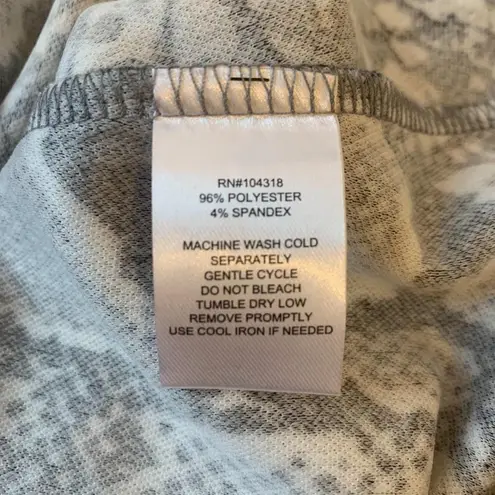 RN#104318
96% POLYESTER
4% SPANDEX
MACHINE WASH COLD
SEPARATELY
GENTLE CYCLE
DO NOT BLEACH
TUMBLE DRY LOW
REMOVE PROMPTLY
USE COOL IRON IF NEEDED